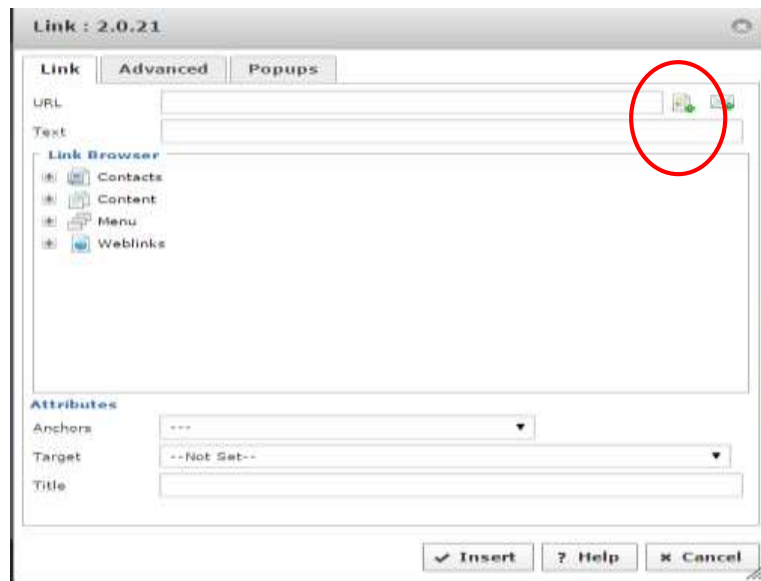 Link : 2.0.21
Link Advanced Popups
URL
Text
Link Browser
Contacts
Content
Menu
Weblinks
Attributes
Anchors ---
Target --Not Set--
Title
Insert ? Help Cancel